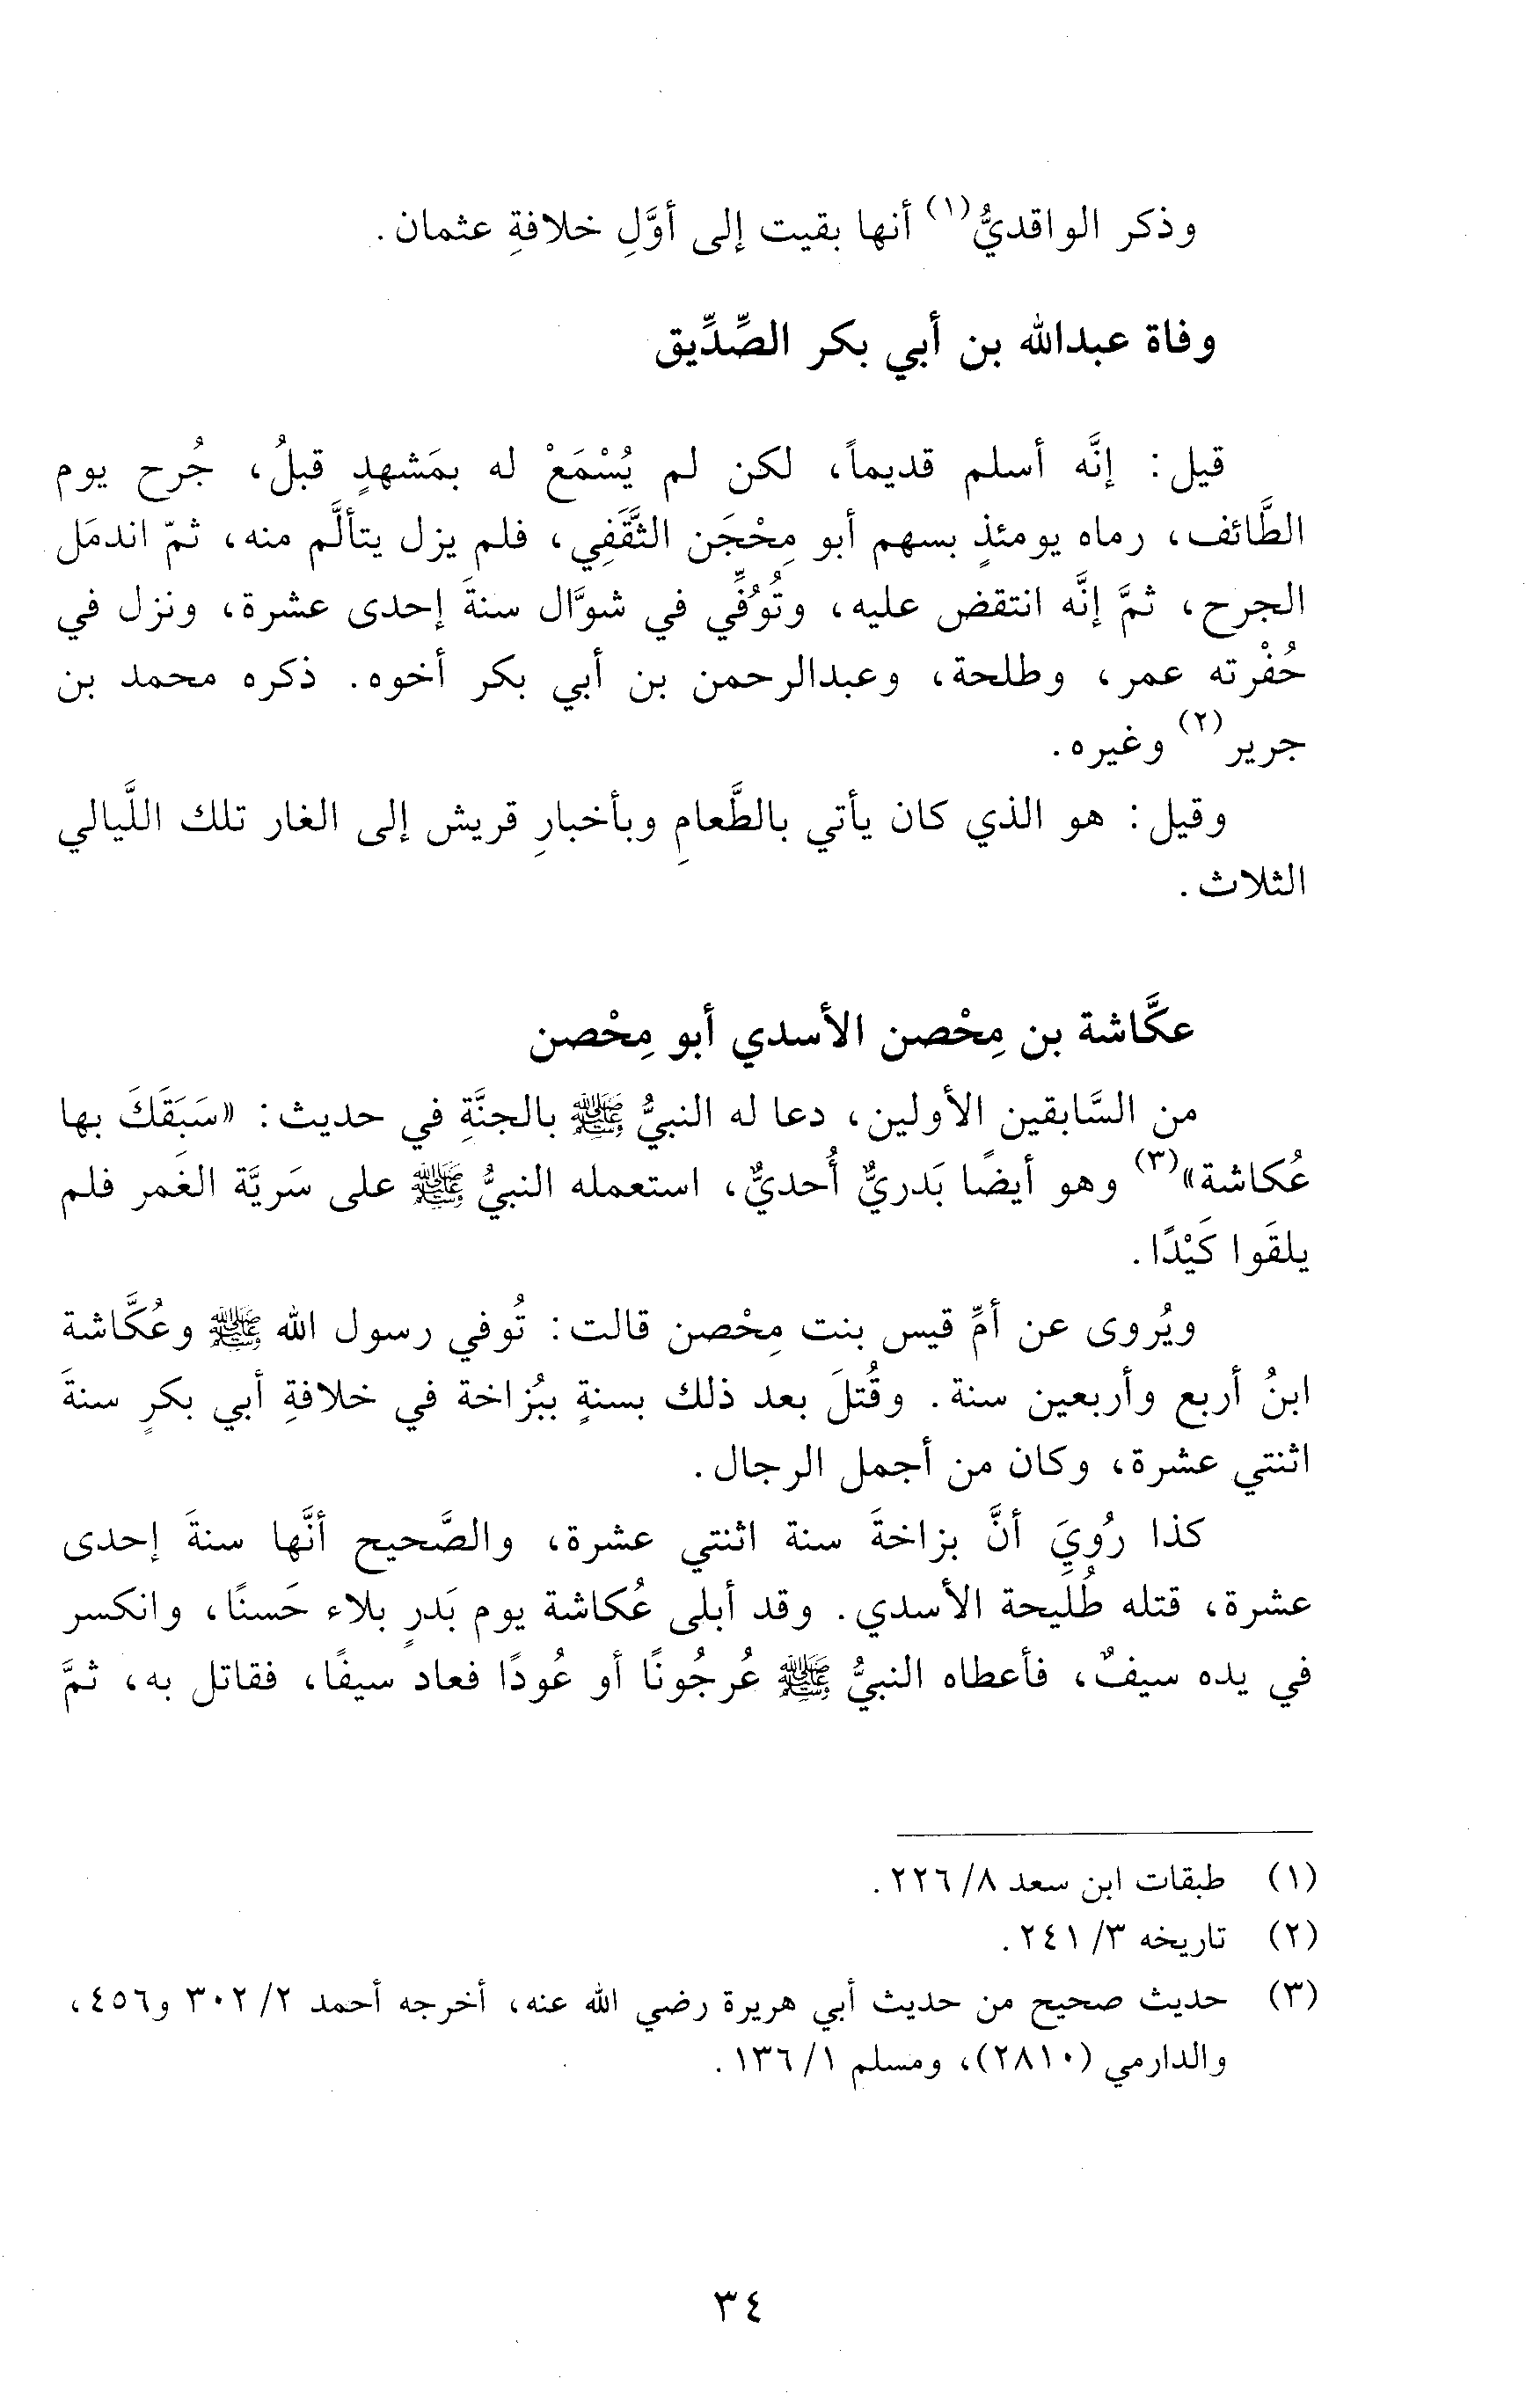 وذكر الواقديُّ(١) أنها بقيت إلى أوَّلِ خلافةِ عثمان.
وفاة عبدالله بن أبي بكر الصِّدِّيق
قيل: إنَّه أسلم قديماً، لكن لم يُسْمَعْ له بمَشهدٍ قبلُ، جُرح يوم
الطَّائف، رماه يومئذٍ بسهم أبو مِحْجَن الثَّقَفِي، فلم يزل يتألَّم منه، ثمّ اندمَل
الجرح، ثمَّ إنَّه انتقض عليه، وتُوُفِّي في شوَّال سنةَ إحدى عشرة، ونزل في
حُفْرته عمر، وطلحة، وعبدالرحمن بن أبي بكر أخوه. ذكره محمد بن
جرير(٢) وغيره.
وقيل: هو الذي كان يأتي بالطَّعامِ وبأخبارِ قريش إلى الغار تلك اللَّيالي
الثلاث.
عكَّاشة بن مِحْصن الأسدي أبو مِحْصن
من السَّابقين الأولين، دعا له النبيُّ ﷺ بالجنَّةِ في حديث: «سَبَقَكَ بها
عُكاشة»(٣) وهو أيضًا بَدريٌّ أُحديٌّ، استعمله النبيُّ ﷺ على سَريَّة الغَمر فلم
يلقَوا كَيْدًا.
ويُروى عن أمِّ قيس بنت مِحْصن قالت: تُوفي رسول الله ﷺ وعُكَّاشة
ابنُ أربع وأربعين سنة. وقُتلَ بعد ذلك بسنةٍ ببُزاخة في خلافةِ أبي بكرٍ سنةَ
اثنتي عشرة، وكان من أجمل الرجال.
كذا رُوِيَ أنَّ بزاخةَ سنة اثنتي عشرة، والصَّحيح أنَّها سنةَ إحدى
عشرة، قتله طُليحة الأسدي. وقد أبلى عُكاشة يوم بَدرٍ بلاء حَسنًا، وانكسر
في يده سيفٌ، فأعطاه النبيُّ ﷺ عُرجُونًا أو عُودًا فعاد سيفًا، فقاتل به، ثمَّ
(١) طبقات ابن سعد ٨/ ٢٢٦.
(٢) تاريخه ٣/ ٢٤١.
(٣) حديث صحيح من حديث أبي هريرة رضي الله عنه، أخرجه أحمد ٢/ ٣٠٢ و٤٥٦،
والدارمي (٢٨١٠)، ومسلم ١/ ١٣٦.
٣٤